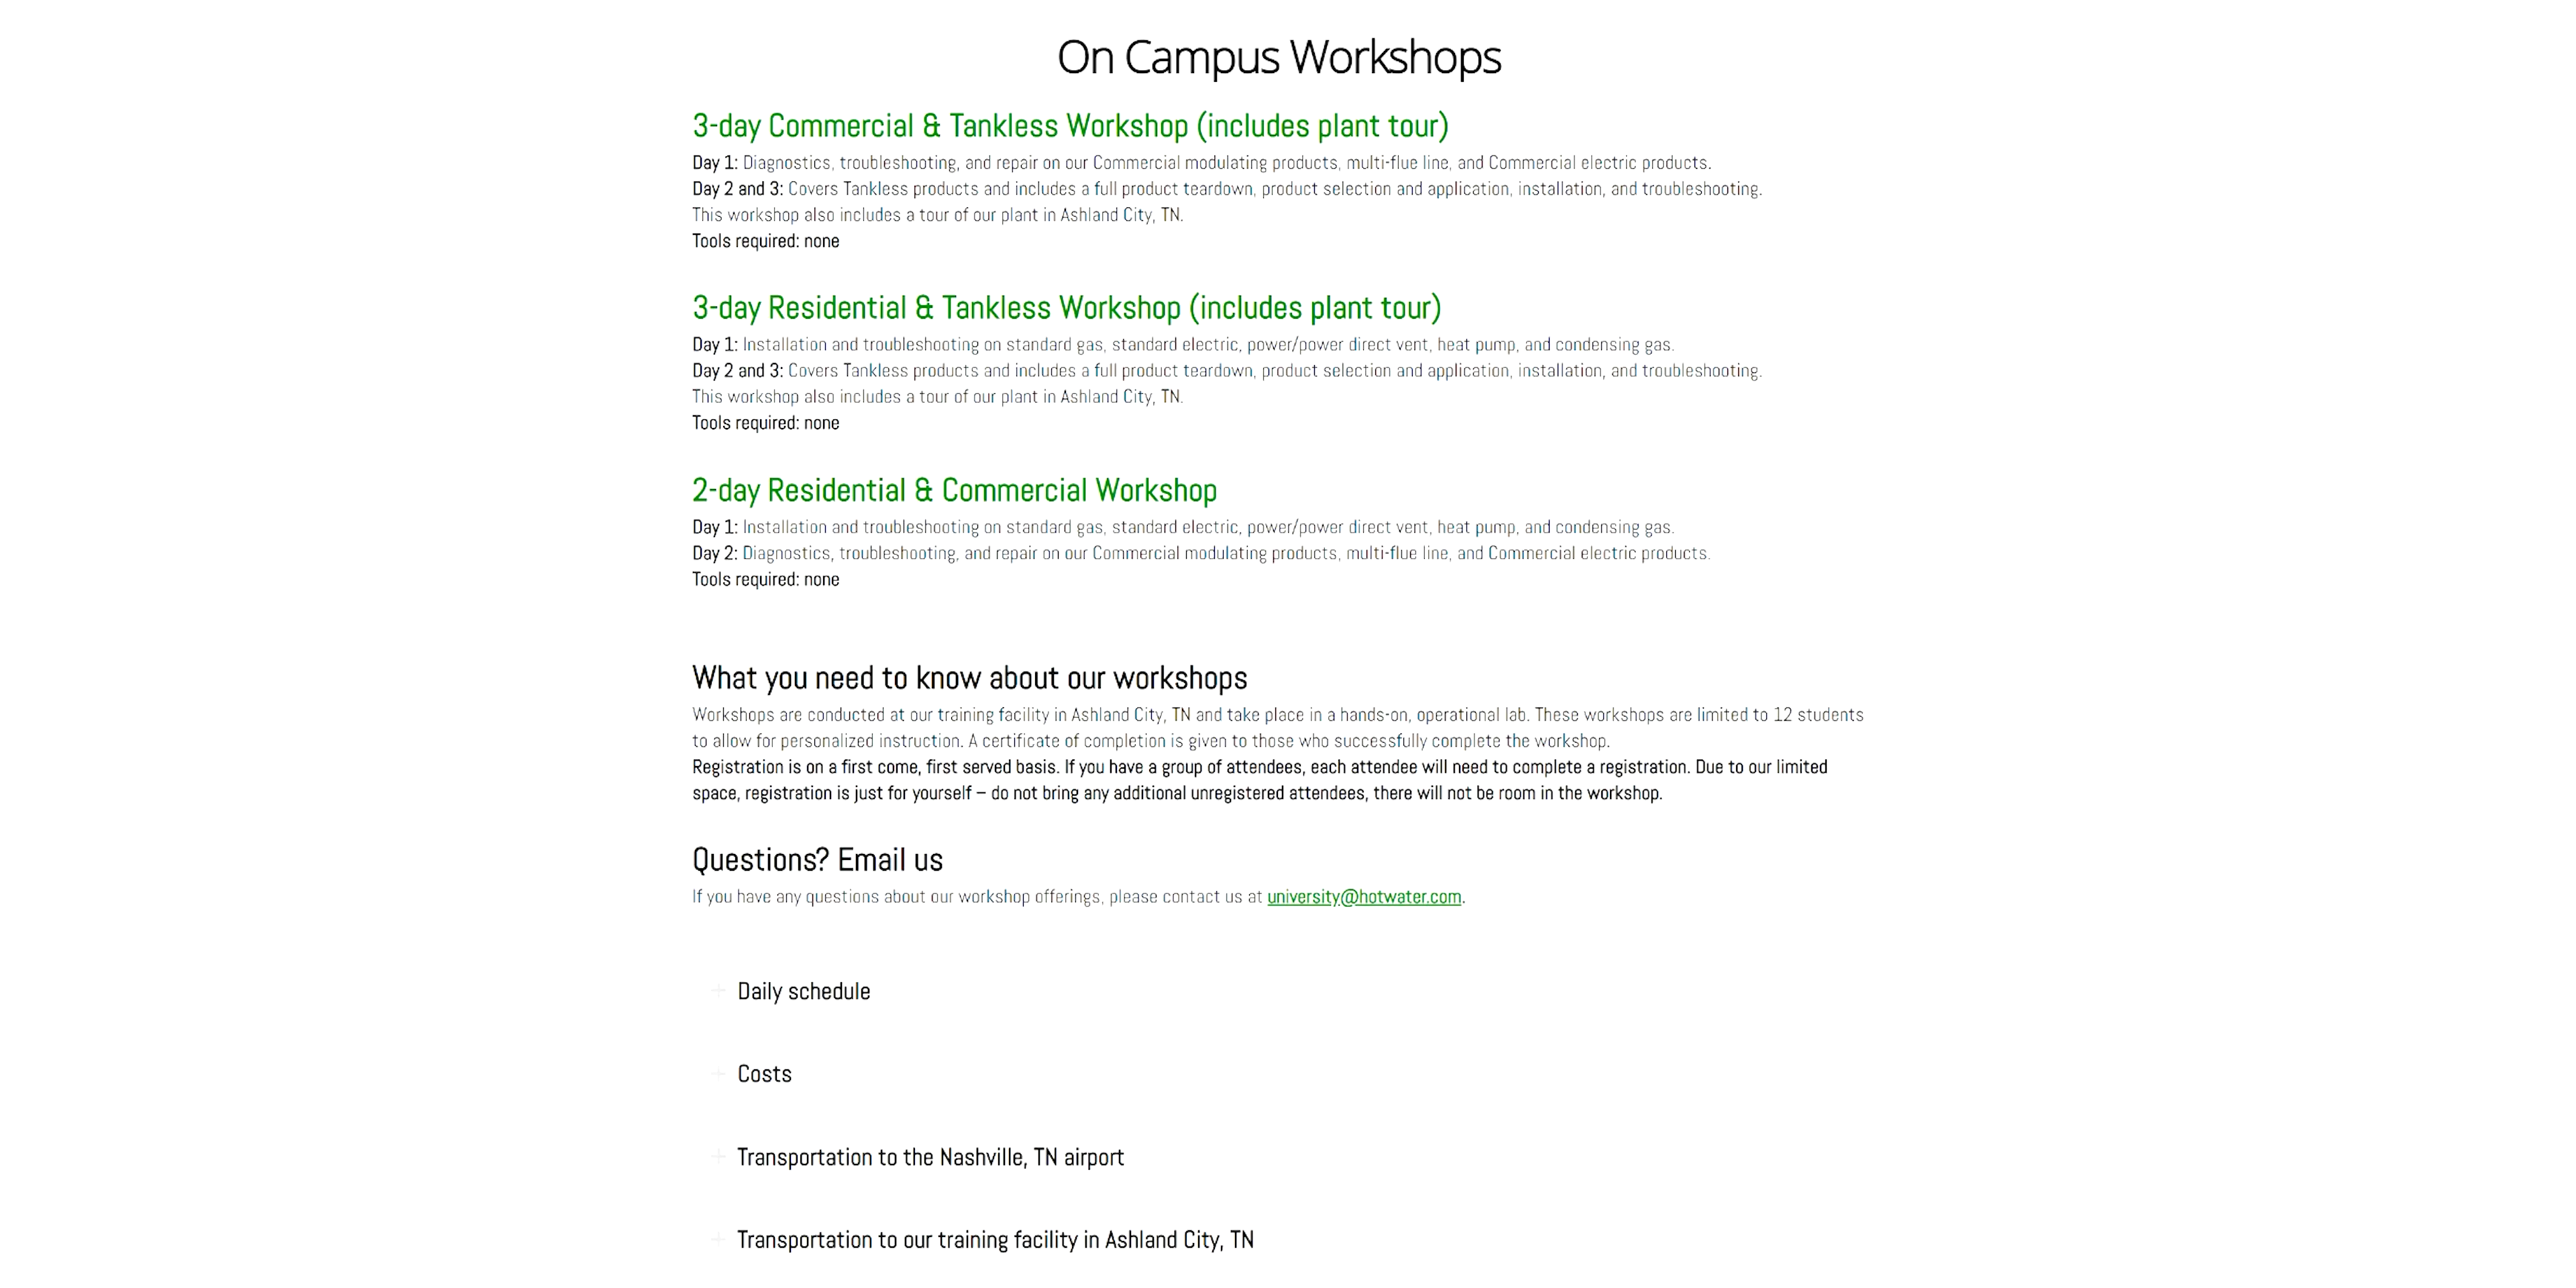 On Campus Workshops
3-day Commercial & Tankless Workshop (includes plant tour)
Day 1: Diagnostics, troubleshooting, and repair on our Commercial modulating products, multi-flue line, and Commercial electric products.
Day 2 and 3: Covers Tankless products and includes a full product teardown, product selection and application, installation, and troubleshooting.
This workshop also includes a tour of our plant in Ashland City, TN.
Tools required: none
3-day Residential & Tankless Workshop (includes plant tour)
Day 1: Installation and troubleshooting on standard gas, standard electric, power/power direct vent, heat pump, and condensing gas.
Day 2 and 3: Covers Tankless products and includes a full product teardown, product selection and application, installation, and troubleshooting.
This workshop also includes a tour of our plant in Ashland City, TN.
Tools required: none
2-day Residential & Commercial Workshop
Day 1: Installation and troubleshooting on standard gas, standard electric, power/power direct vent, heat pump, and condensing gas.
Day 2: Diagnostics, troubleshooting, and repair on our Commercial modulating products, multi-flue line, and Commercial electric products.
Tools required: none
What you need to know about our workshops
Workshops are conducted at our training facility in Ashland City, TN and take place in a hands-on, operational lab. These workshops are limited to 12 students
to allow for personalized instruction. A certificate of completion is given to those who successfully complete the workshop.
Registration is on a first come, first served basis. If you have a group of attendees, each attendee will need to complete a registration. Due to our limited
space, registration is just for yourself – do not bring any additional unregistered attendees, there will not be room in the workshop.
Questions? Email us
If you have any questions about our workshop offerings, please contact us at university@hotwater.com.
+ Daily schedule
+ Costs
+ Transportation to the Nashville, TN airport
+ Transportation to our training facility in Ashland City, TN